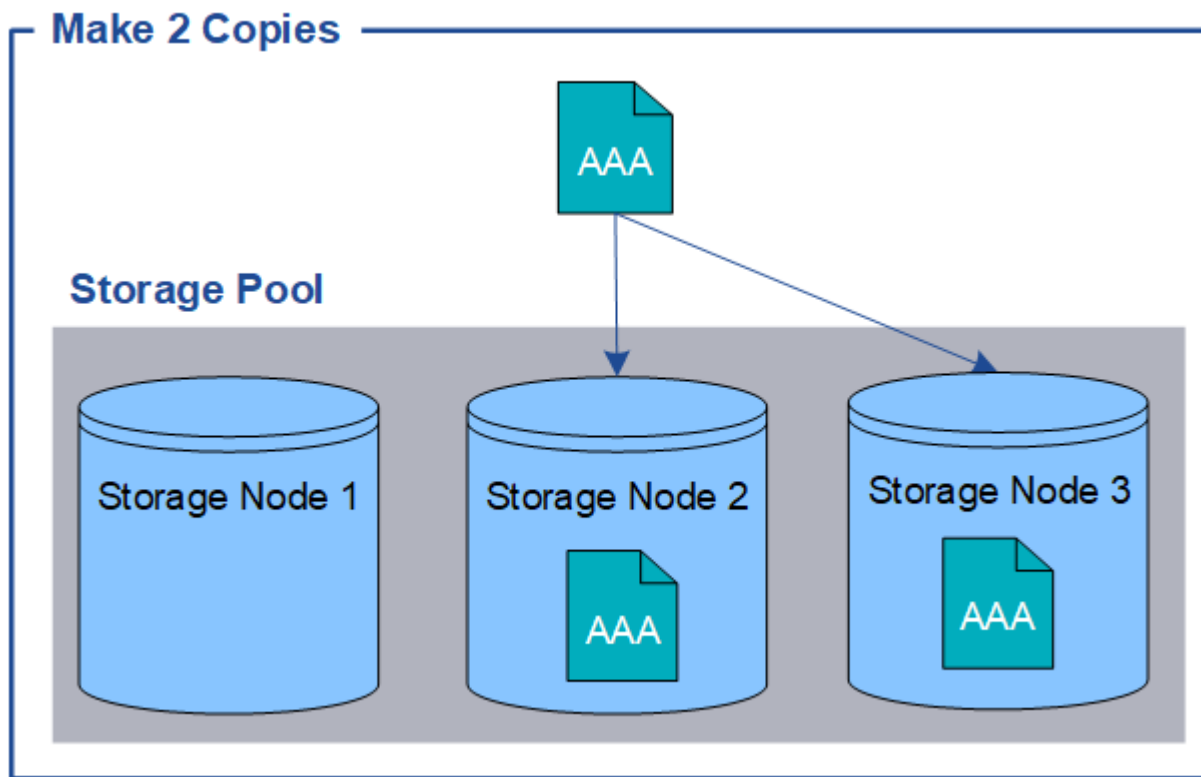 Make 2 Copies
AAA
Storage Pool
Storage Node 1
Storage Node 2
Storage Node 3
AAA
AAA